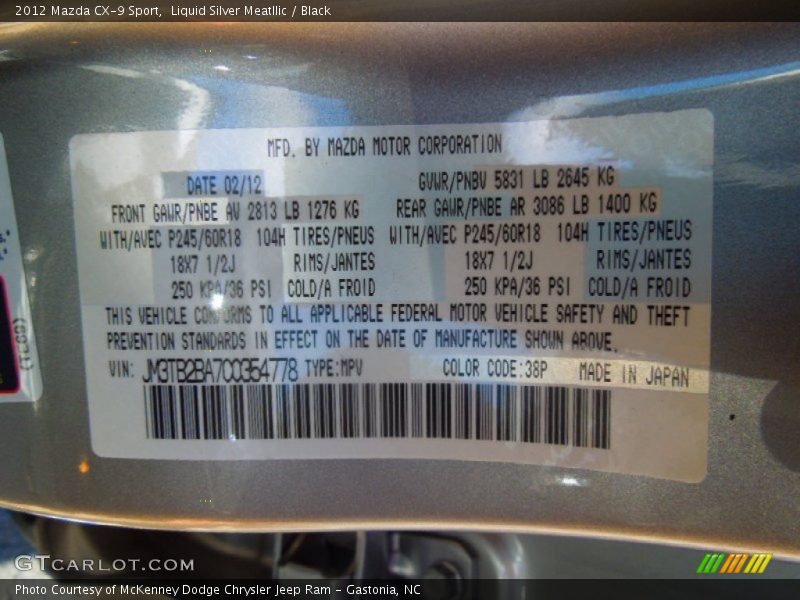 2012 Mazda CX-9 Sport, Liquid Silver Meatllic / Black
MFD. BY MAZDA MOTOR CORPORATION
DATE 02/12 GVWR/PNBV 5831 LB 2645 KG
FRONT GAWR/PNBE AV 2813 LB 1276 KG REAR GAWR/PNBE AR 3086 LB 1400 KG
WITH/AVEC P245/60R18 104H TIRES/PNEUS WITH/AVEC P245/60R18 104H TIRES/PNEUS
18X7 1/2J RIMS/JANTES 18X7 1/2J RIMS/JANTES
250 KPA/36 PSI COLD/A FROID 250 KPA/36 PSI COLD/A FROID
THIS VEHICLE CONFORMS TO ALL APPLICABLE FEDERAL MOTOR VEHICLE SAFETY AND THEFT
PREVENTION STANDARDS IN EFFECT ON THE DATE OF MANUFACTURE SHOWN ABOVE.
VIN: JM3TB2BA7C0354778 TYPE:MPV COLOR CODE:38P MADE IN JAPAN
GTCARLOT.COM
Photo Courtesy of McKenney Dodge Chrysler Jeep Ram - Gastonia, NC